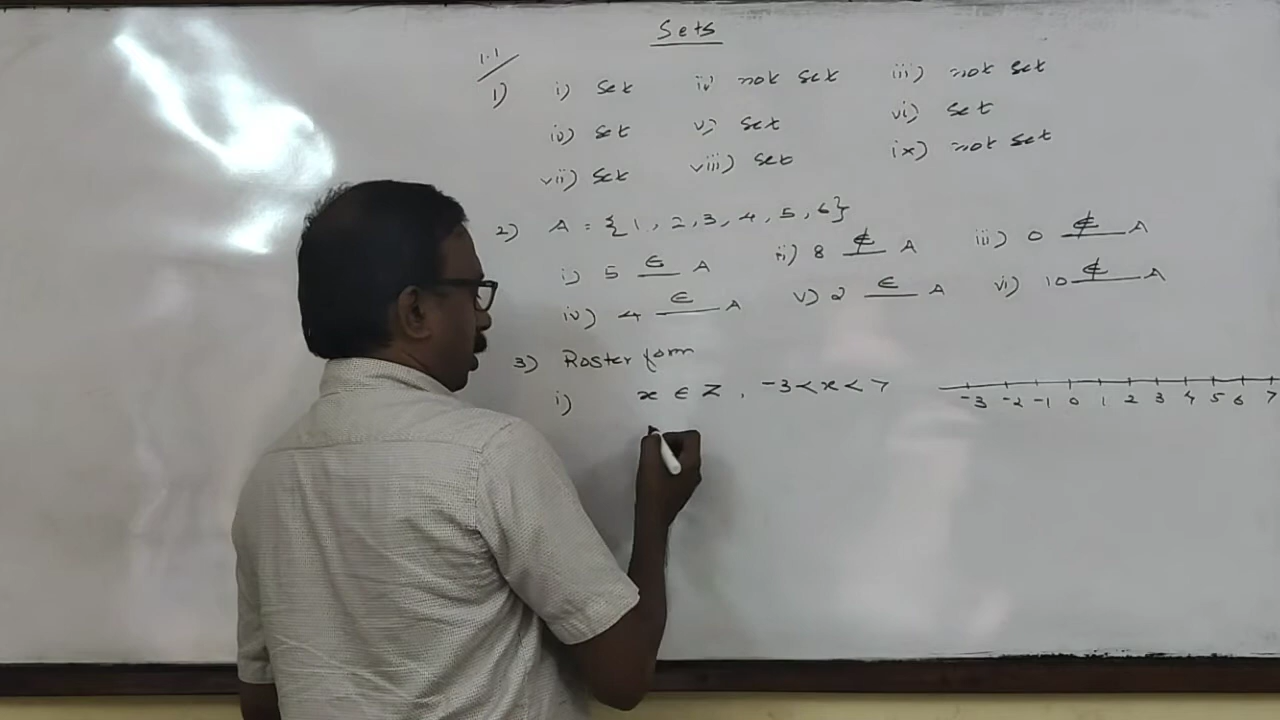 Sets
1.1
1) i) set ii) not set iii) not set
iv) set v) set vi) set
vii) set viii) set ix) not set
2) A = {1, 2, 3, 4, 5, 6}
i) 5 ∈ A ii) 8 ∉ A iii) 0 ∉ A
iv) 4 ∈ A v) 2 ∈ A vi) 10 ∉ A
3) Roster form
i) x ∈ Z, -3 < x < 7
-3 -2 -1 0 1 2 3 4 5 6 7